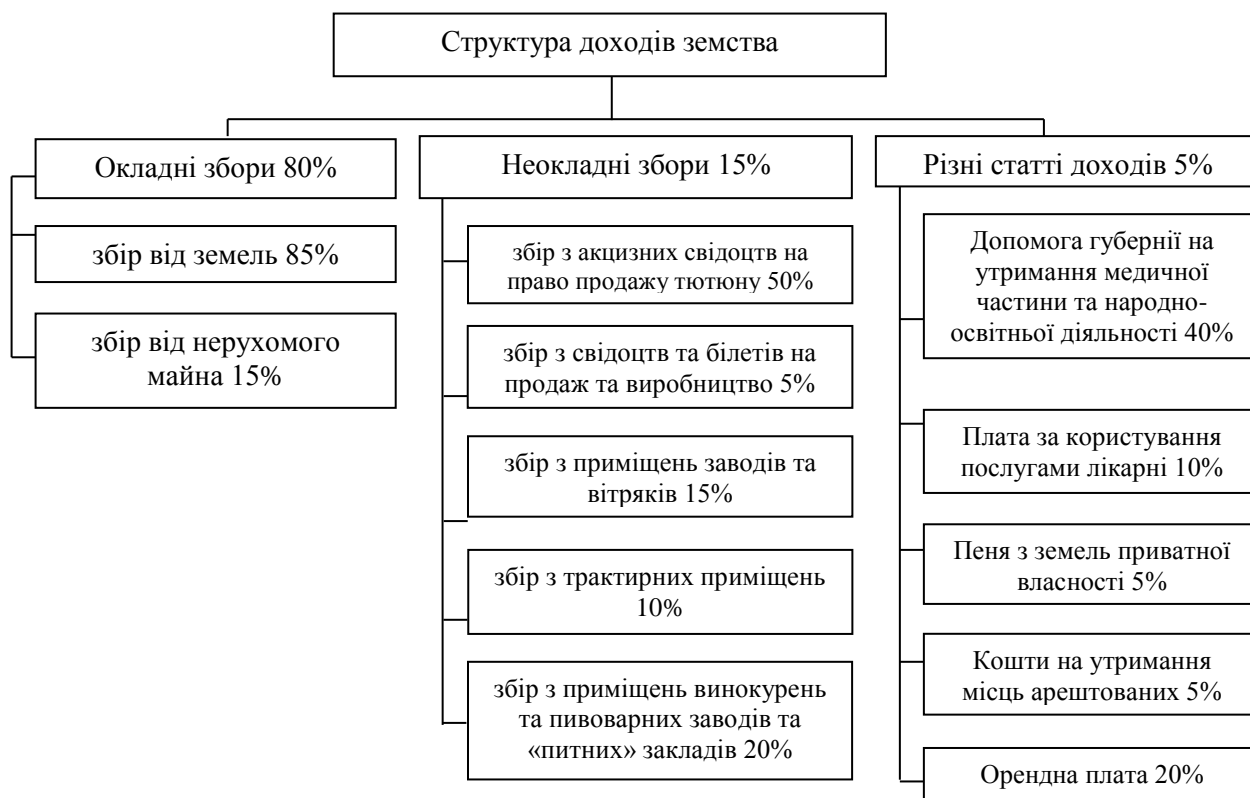 Структура доходів земства
Окладні збори 80%
збір від земель 85%
збір від нерухомого
майна 15%
Неокладні збори 15%
збір з акцизних свідоцтв на
право продажу тютюну 50%
збір з свідоцтв та білетів на
продаж та виробництво 5%
збір з приміщень заводів та
вітряків 15%
збір з трактирних приміщень
10%
збір з приміщень винокурень
та пивоварних заводів та
«питних» закладів 20%
Різні статті доходів 5%
Допомога губернії на
утримання медичної
частини та народно-
освітньої діяльності 40%
Плата за користування
послугами лікарні 10%
Пеня з земель приватної
власності 5%
Кошти на утримання
місць арештованих 5%
Орендна плата 20%